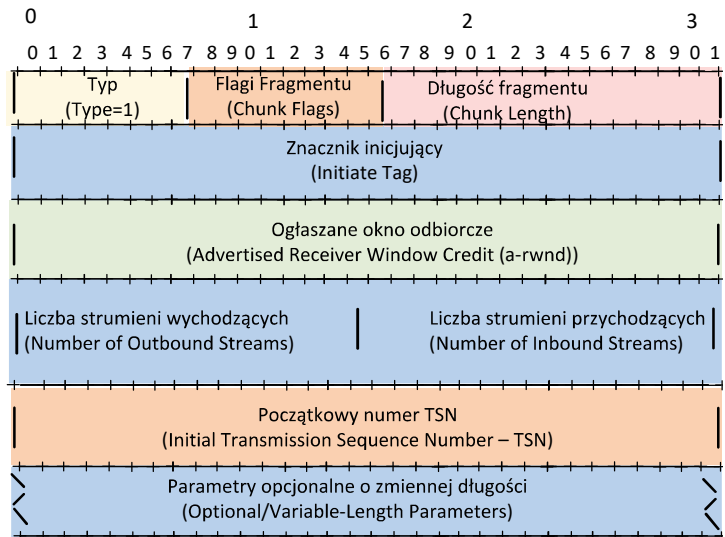 0 1 2 3
0 1 2 3 4 5 6 7 8 9 0 1 2 3 4 5 6 7 8 9 0 1 2 3 4 5 6 7 8 9 0 1
Typ
(Type=1)
Flagi Fragmentu
(Chunk Flags)
Długość fragmentu
(Chunk Length)
Znacznik inicjujący
(Initiate Tag)
Ogłaszane okno odbiorcze
(Advertised Receiver Window Credit (a-rwnd))
Liczba strumieni wychodzących
(Number of Outbound Streams)
Liczba strumieni przychodzących
(Number of Inbound Streams)
Początkowy numer TSN
(Initial Transmission Sequence Number – TSN)
Parametry opcjonalne o zmiennej długości
(Optional/Variable-Length Parameters)